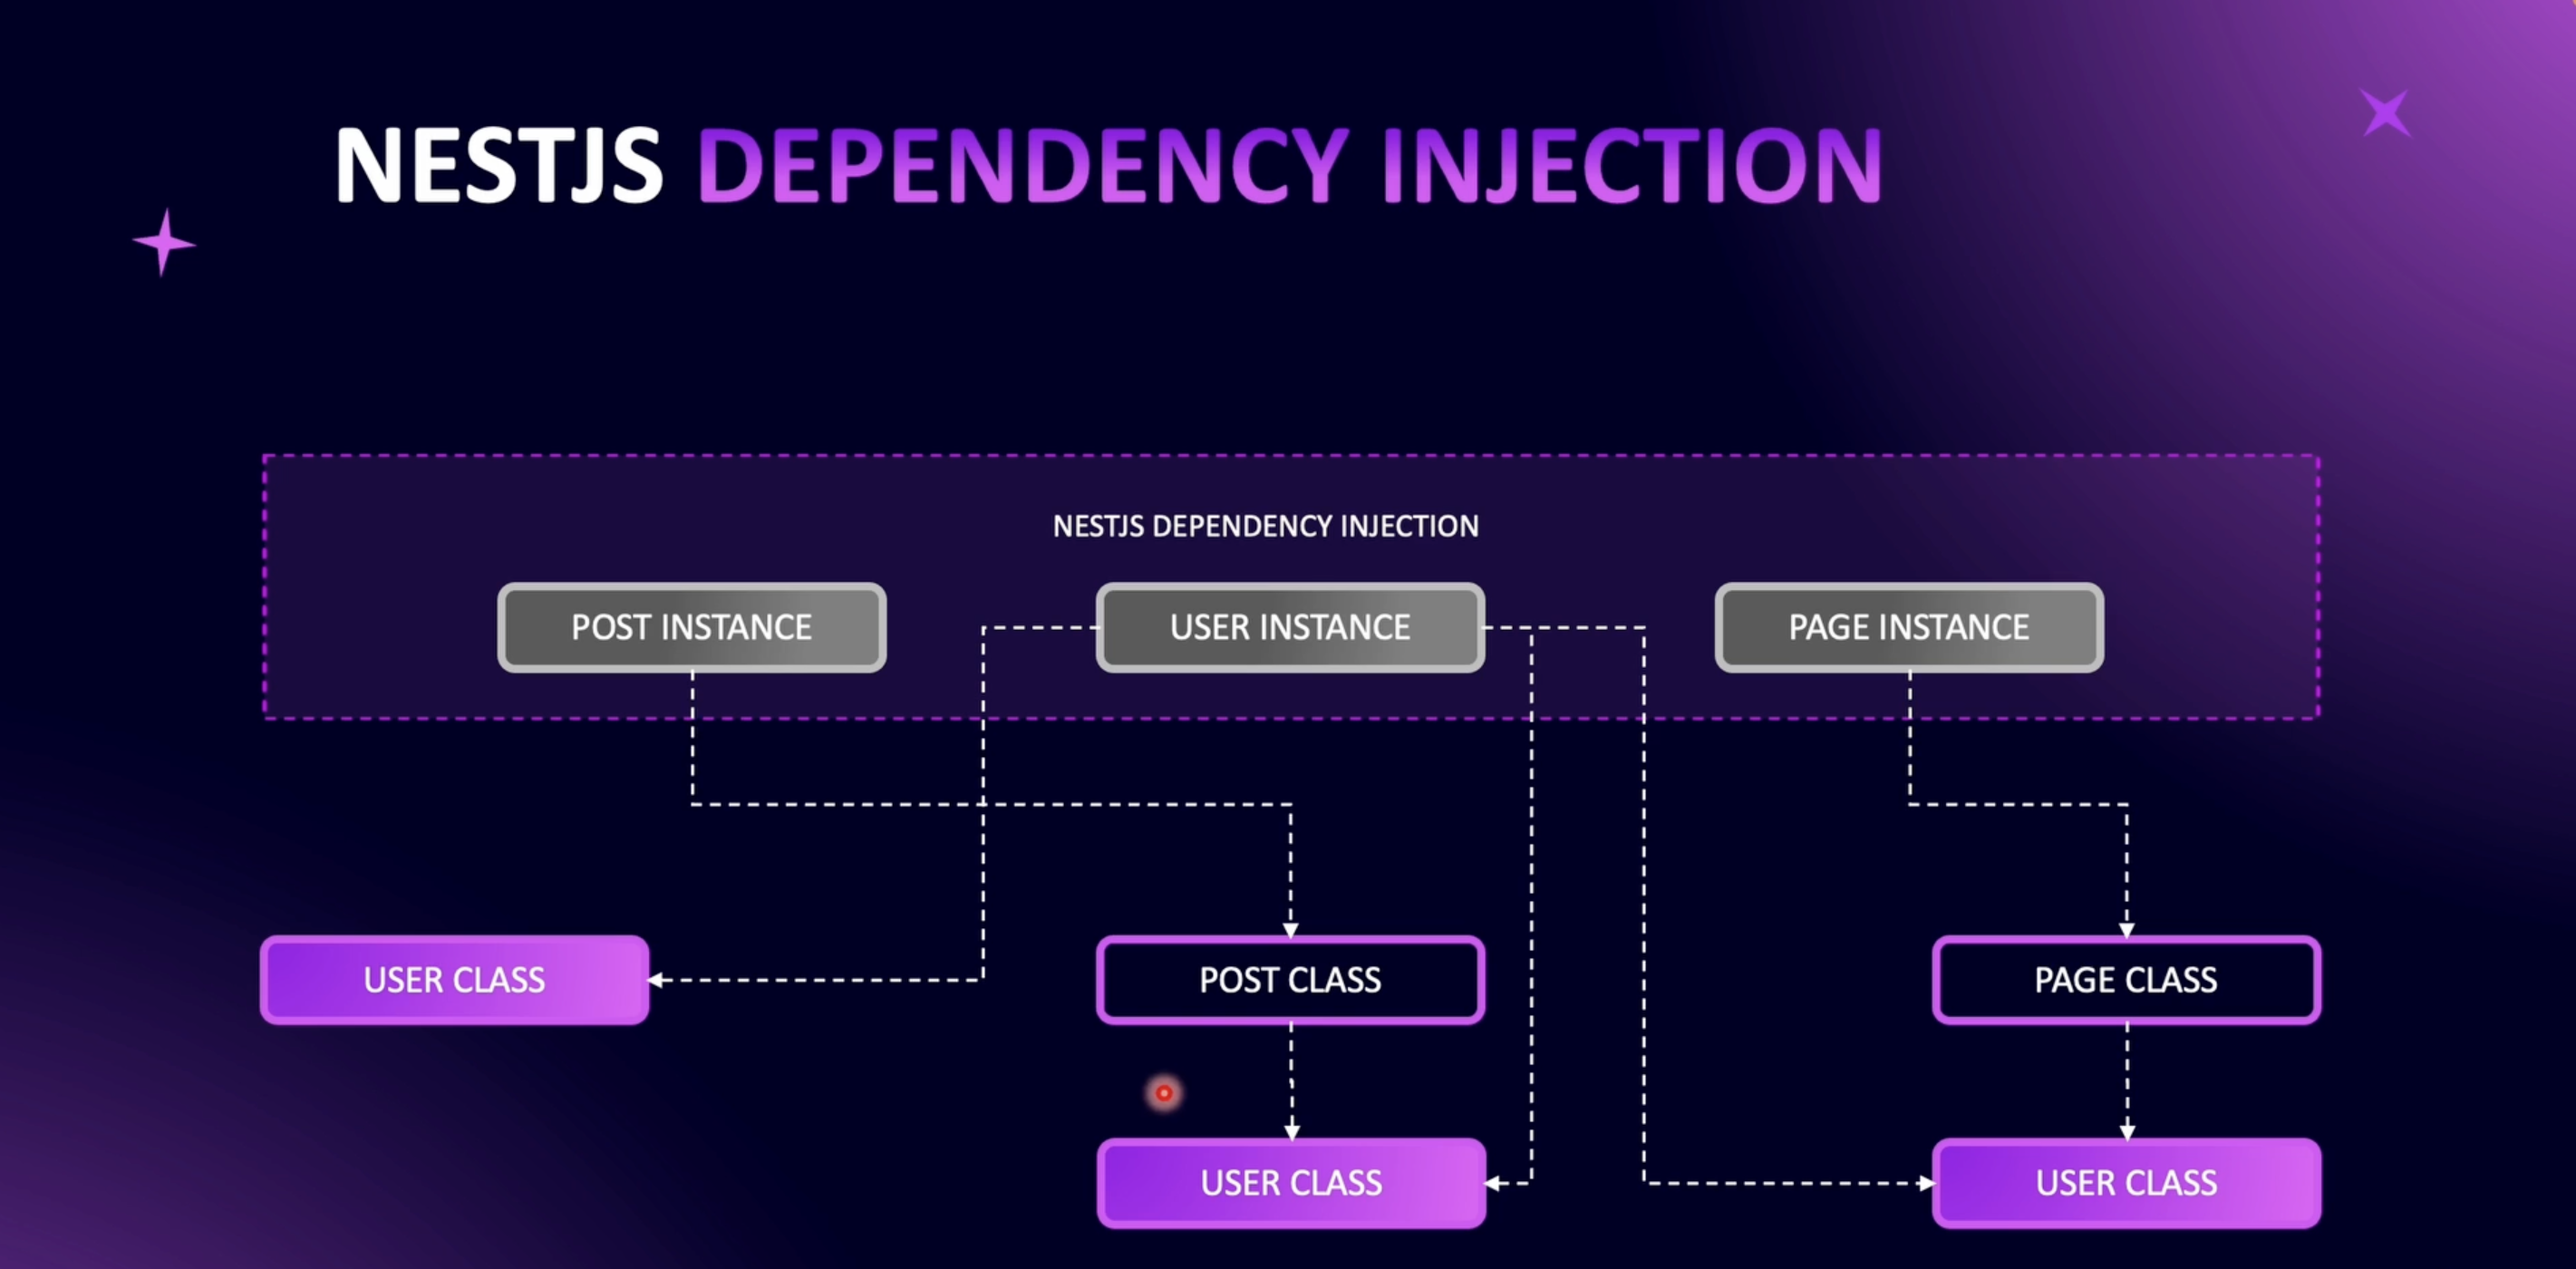 NESTJS DEPENDENCY INJECTION
NESTJS DEPENDENCY INJECTION
POST INSTANCE
USER INSTANCE
PAGE INSTANCE
USER CLASS
POST CLASS
PAGE CLASS
USER CLASS
USER CLASS